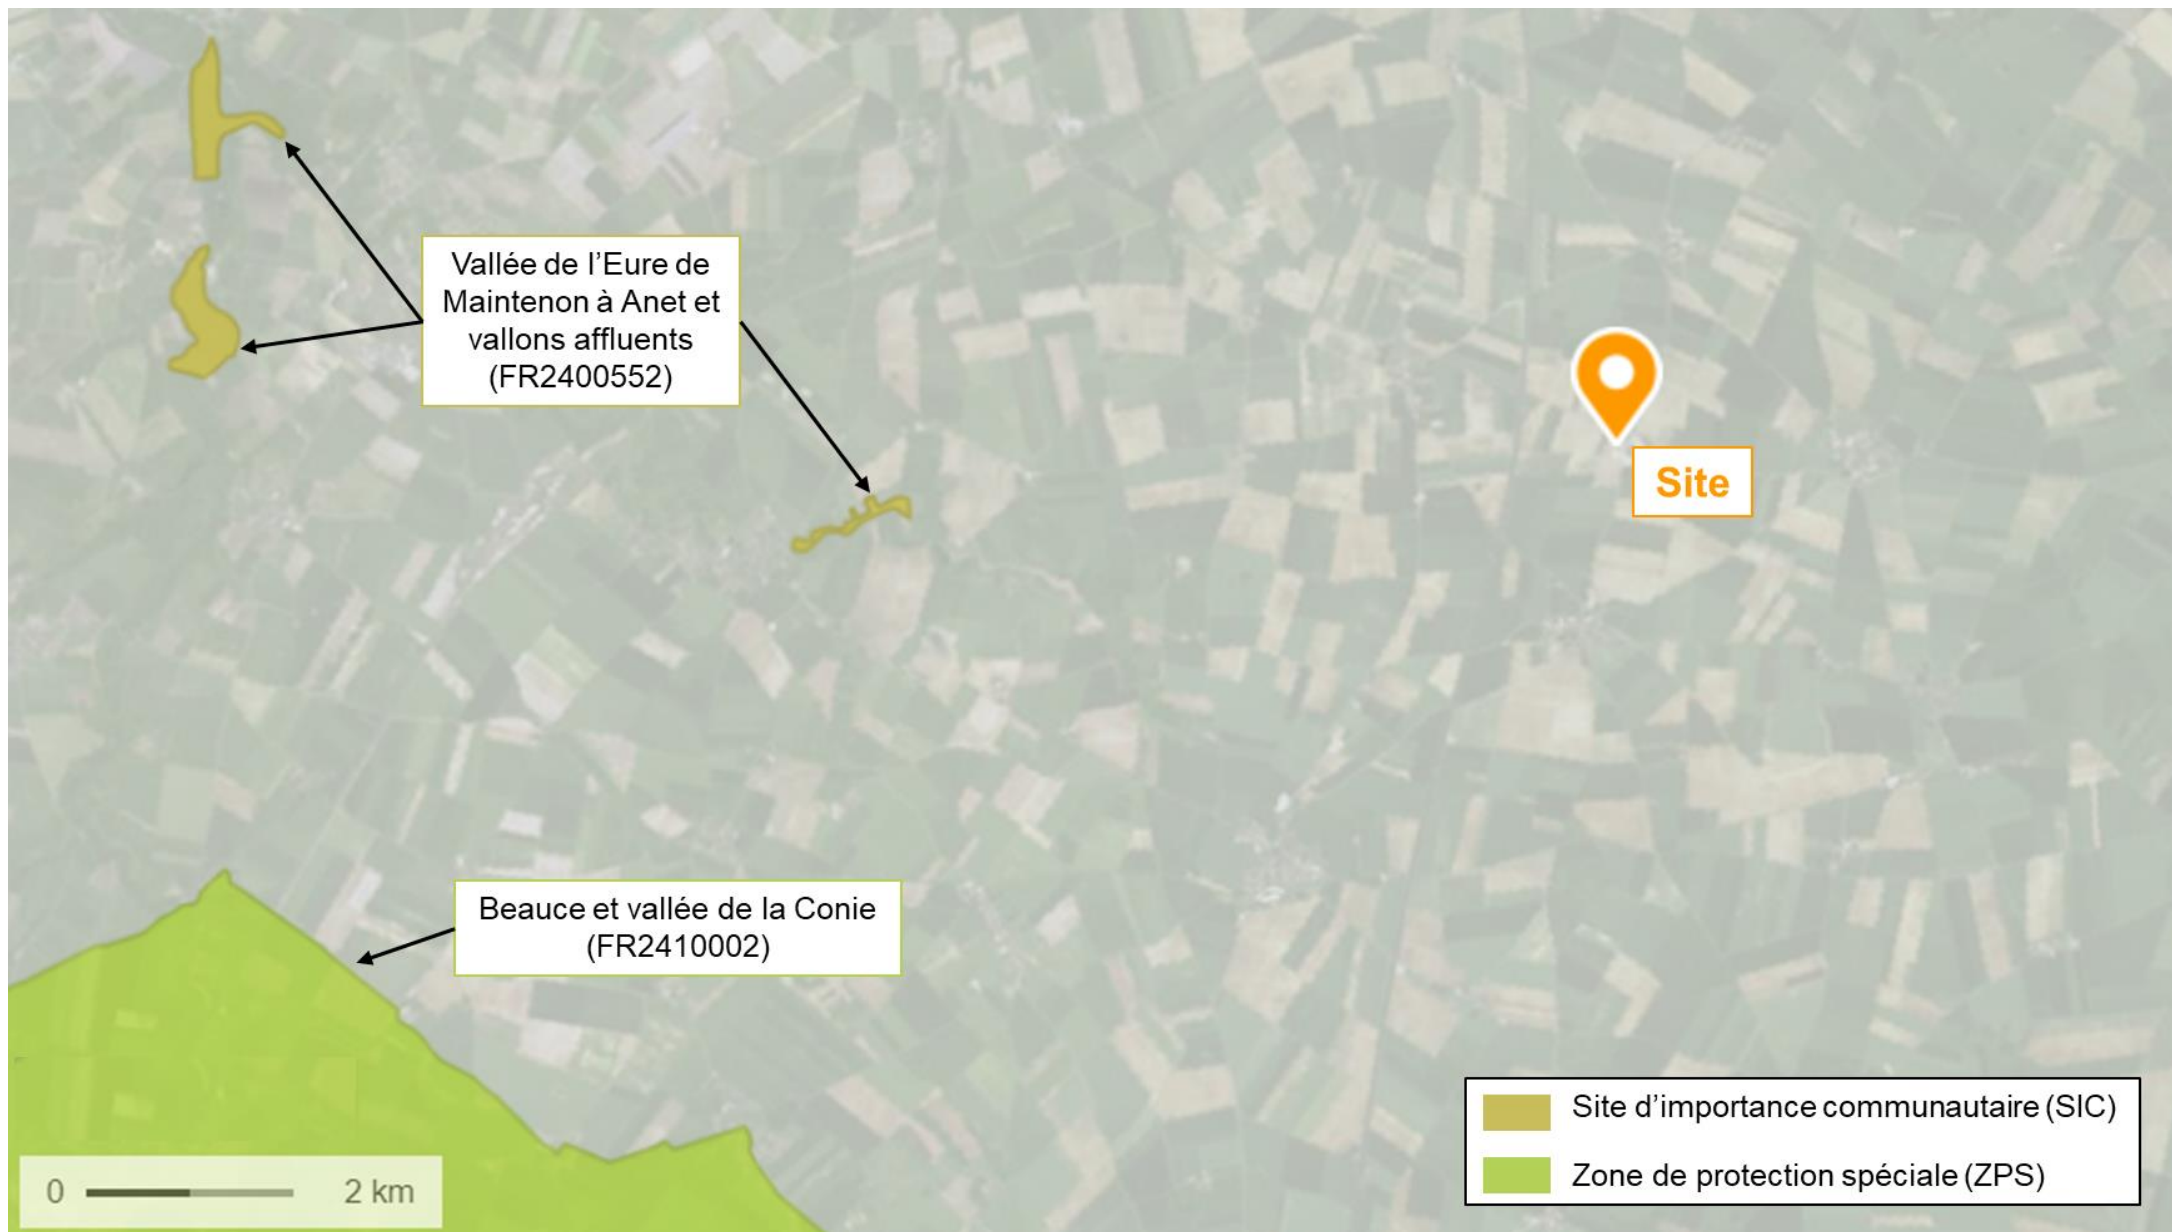 Vallée de l’Eure de
Maintenon à Anet et
vallons affluents
(FR2400552)
Site
Beauce et vallée de la Conie
(FR2410002)
Site d’importance communautaire (SIC)
Zone de protection spéciale (ZPS)
0 2 km